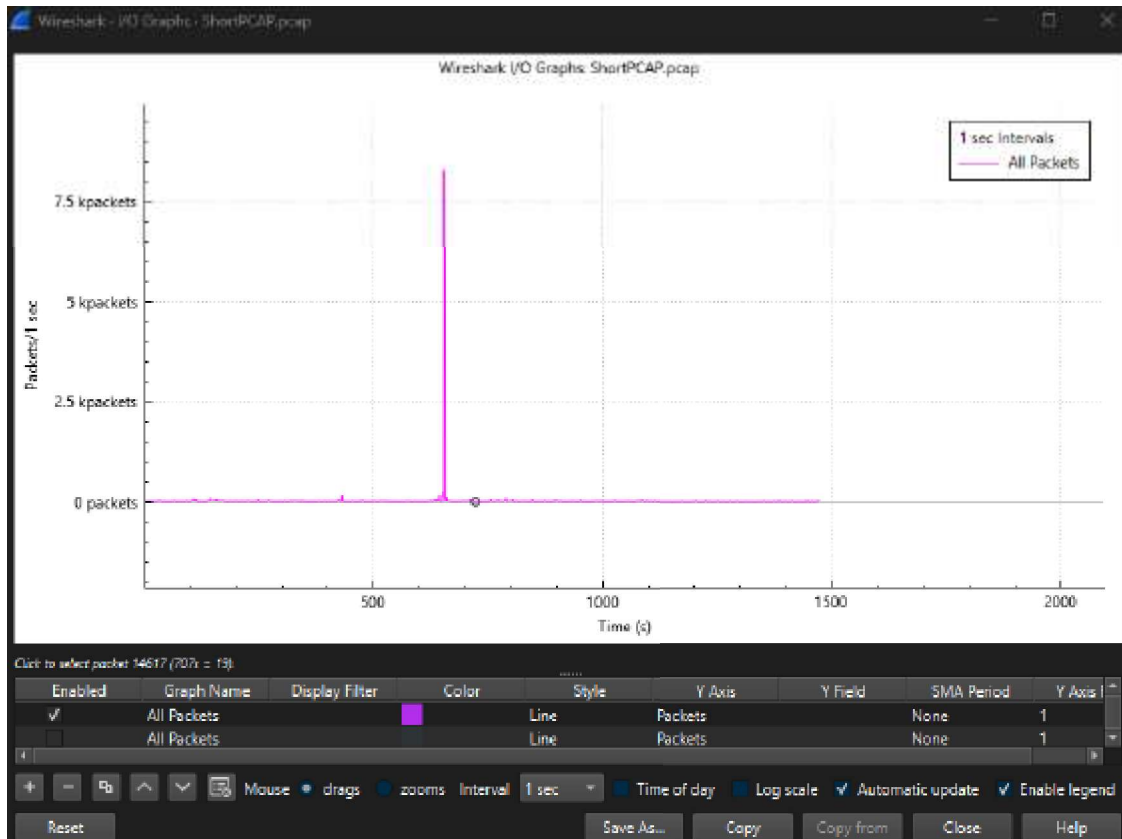 Wireshark - I/O Graphs - ShortPCAP.pcap
Wireshark I/O Graphs: ShortPCAP.pcap
1 sec Intervals
All Packets
7.5 kpackets
5 kpackets
2.5 kpackets
0 packets
Packets/1 sec
500 1000 1500 2000
Time (s)
Click to select packet 14617 (707s = 15).
Enabled Graph Name Display Filter Color Style Y Axis Y Field SMA Period Y Axis
All Packets Line Packets None 1
All Packets Line Packets None 1
Mouse drags zooms Interval 1 sec Time of day Log scale Automatic update Enable legend
Reset Save As... Copy Copy from Close Help